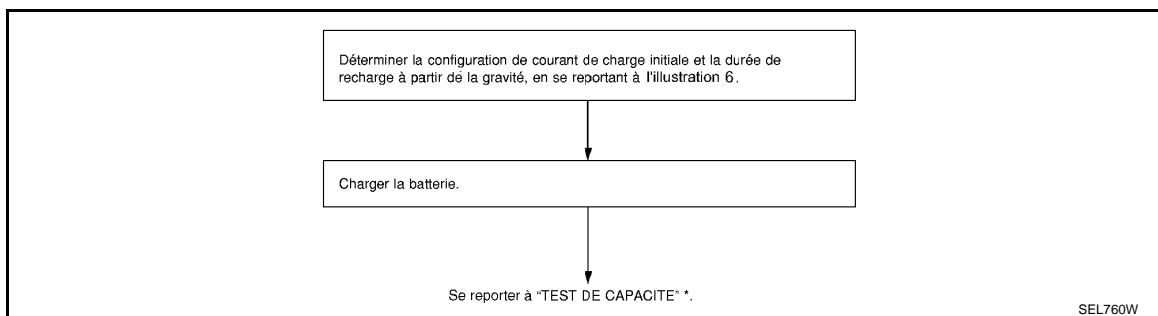 Déterminer la configuration de courant de charge initiale et la durée de
recharge à partir de la gravité, en se reportant à l'illustration 6.
Charger la batterie.
Se reporter à "TEST DE CAPACITE" *.
SEL760W